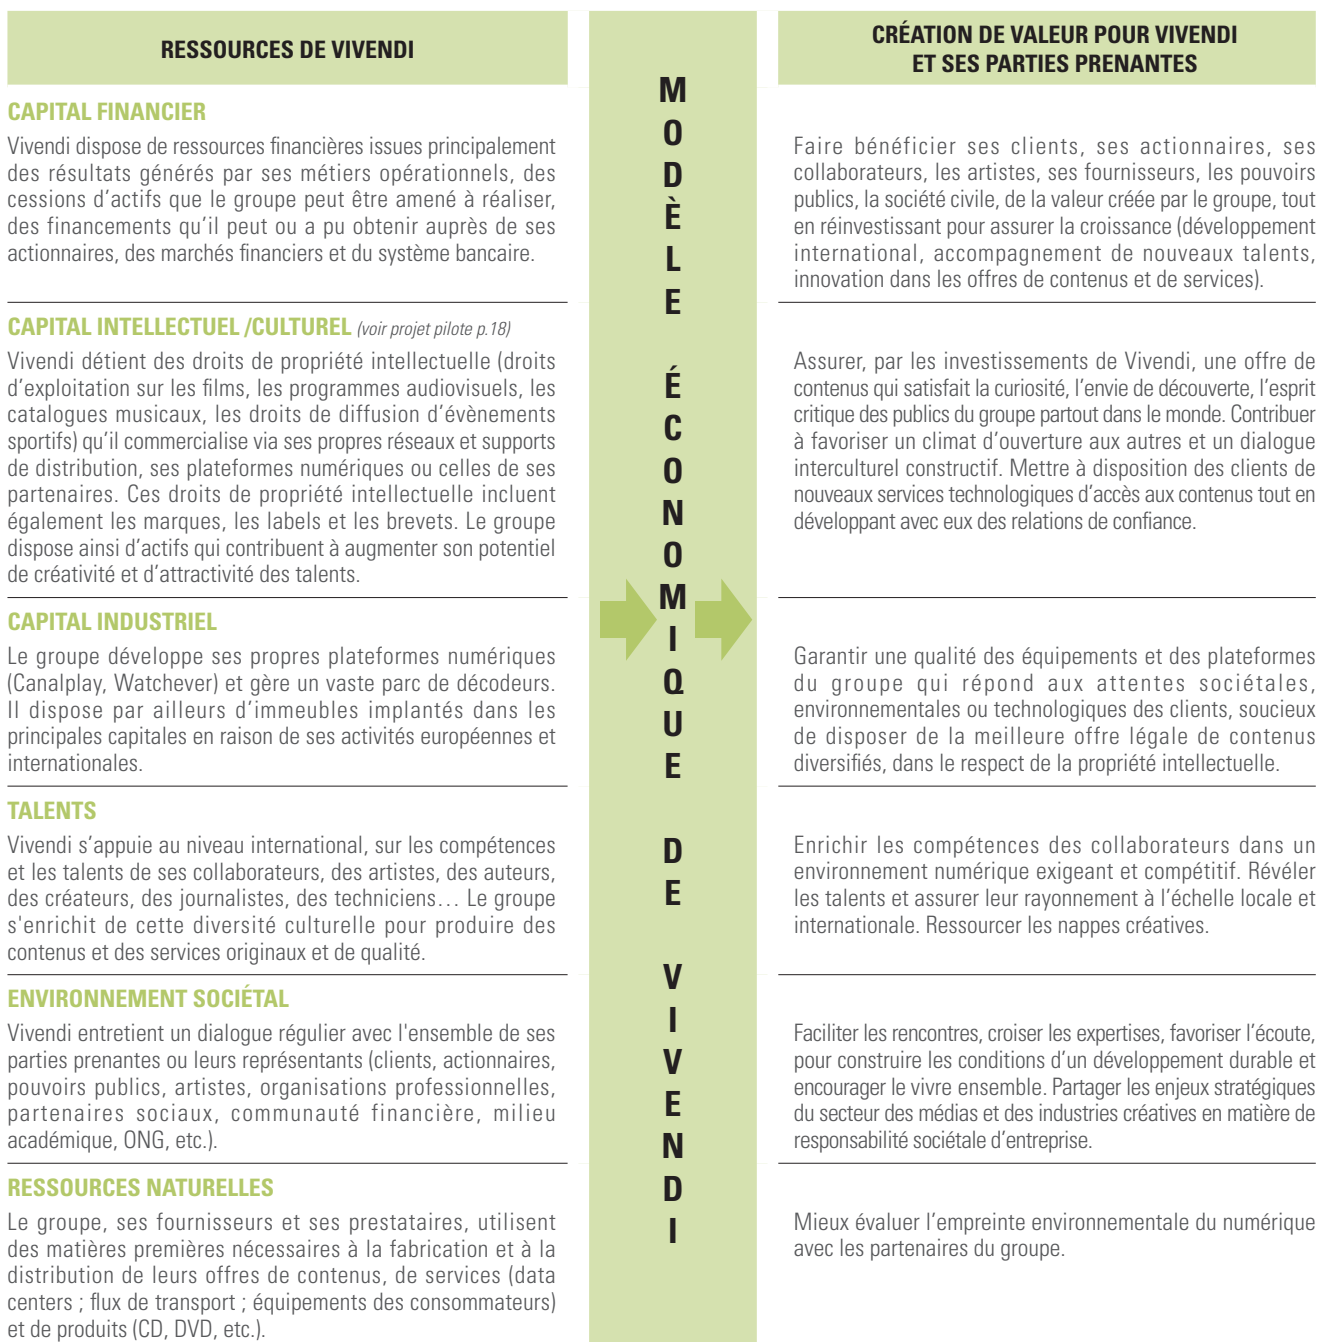 RESSOURCES DE VIVENDI
CAPITAL FINANCIER
Vivendi dispose de ressources financières issues principalement
des résultats générés par ses métiers opérationnels, des
cessions d’actifs que le groupe peut être amené à réaliser,
des financements qu’il peut ou a pu obtenir auprès de ses
actionnaires, des marchés financiers et du système bancaire.
CAPITAL INTELLECTUEL /CULTUREL (voir projet pilote p.18)
Vivendi détient des droits de propriété intellectuelle (droits
d’exploitation sur les films, les programmes audiovisuels, les
catalogues musicaux, les droits de diffusion d’évènements
sportifs) qu’il commercialise via ses propres réseaux et supports
de distribution, ses plateformes numériques ou celles de ses
partenaires. Ces droits de propriété intellectuelle incluent
également les marques, les labels et les brevets. Le groupe
dispose ainsi d’actifs qui contribuent à augmenter son potentiel
de créativité et d’attractivité des talents.
CAPITAL INDUSTRIEL
Le groupe développe ses propres plateformes numériques
(Canalplay, Watchever) et gère un vaste parc de décodeurs.
Il dispose par ailleurs d’immeubles implantés dans les
principales capitales en raison de ses activités européennes et
internationales.
TALENTS
Vivendi s’appuie au niveau international, sur les compétences
et les talents de ses collaborateurs, des artistes, des auteurs,
des créateurs, des journalistes, des techniciens… Le groupe
s'enrichit de cette diversité culturelle pour produire des
contenus et des services originaux et de qualité.
ENVIRONNEMENT SOCIÉTAL
Vivendi entretient un dialogue régulier avec l'ensemble de ses
parties prenantes ou leurs représentants (clients, actionnaires,
pouvoirs publics, artistes, organisations professionnelles,
partenaires sociaux, communauté financière, milieu
académique, ONG, etc.).
RESSOURCES NATURELLES
Le groupe, ses fournisseurs et ses prestataires, utilisent
des matières premières nécessaires à la fabrication et à la
distribution de leurs offres de contenus, de services (data
centers ; flux de transport ; équipements des consommateurs)
et de produits (CD, DVD, etc.).
MODÈLE ÉCONOMIQUE DE VIVENDI
CRÉATION DE VALEUR POUR VIVENDI
ET SES PARTIES PRENANTES
Faire bénéficier ses clients, ses actionnaires, ses
collaborateurs, les artistes, ses fournisseurs, les pouvoirs
publics, la société civile, de la valeur créée par le groupe, tout
en réinvestissant pour assurer la croissance (développement
international, accompagnement de nouveaux talents,
innovation dans les offres de contenus et de services).
Assurer, par les investissements de Vivendi, une offre de
contenus qui satisfait la curiosité, l’envie de découverte, l’esprit
critique des publics du groupe partout dans le monde. Contribuer
à favoriser un climat d’ouverture aux autres et un dialogue
interculturel constructif. Mettre à disposition des clients de
nouveaux services technologiques d’accès aux contenus tout en
développant avec eux des relations de confiance.
Garantir une qualité des équipements et des plateformes
du groupe qui répond aux attentes sociétales,
environnementales ou technologiques des clients, soucieux
de disposer de la meilleure offre légale de contenus
diversifiés, dans le respect de la propriété intellectuelle.
Enrichir les compétences des collaborateurs dans un
environnement numérique exigeant et compétitif. Révéler
les talents et assurer leur rayonnement à l’échelle locale et
internationale. Ressourcer les nappes créatives.
Faciliter les rencontres, croiser les expertises, favoriser l’écoute,
pour construire les conditions d’un développement durable et
encourager le vivre ensemble. Partager les enjeux stratégiques
du secteur des médias et des industries créatives en matière de
responsabilité sociétale d’entreprise.
Mieux évaluer l’empreinte environnementale du numérique
avec les partenaires du groupe.